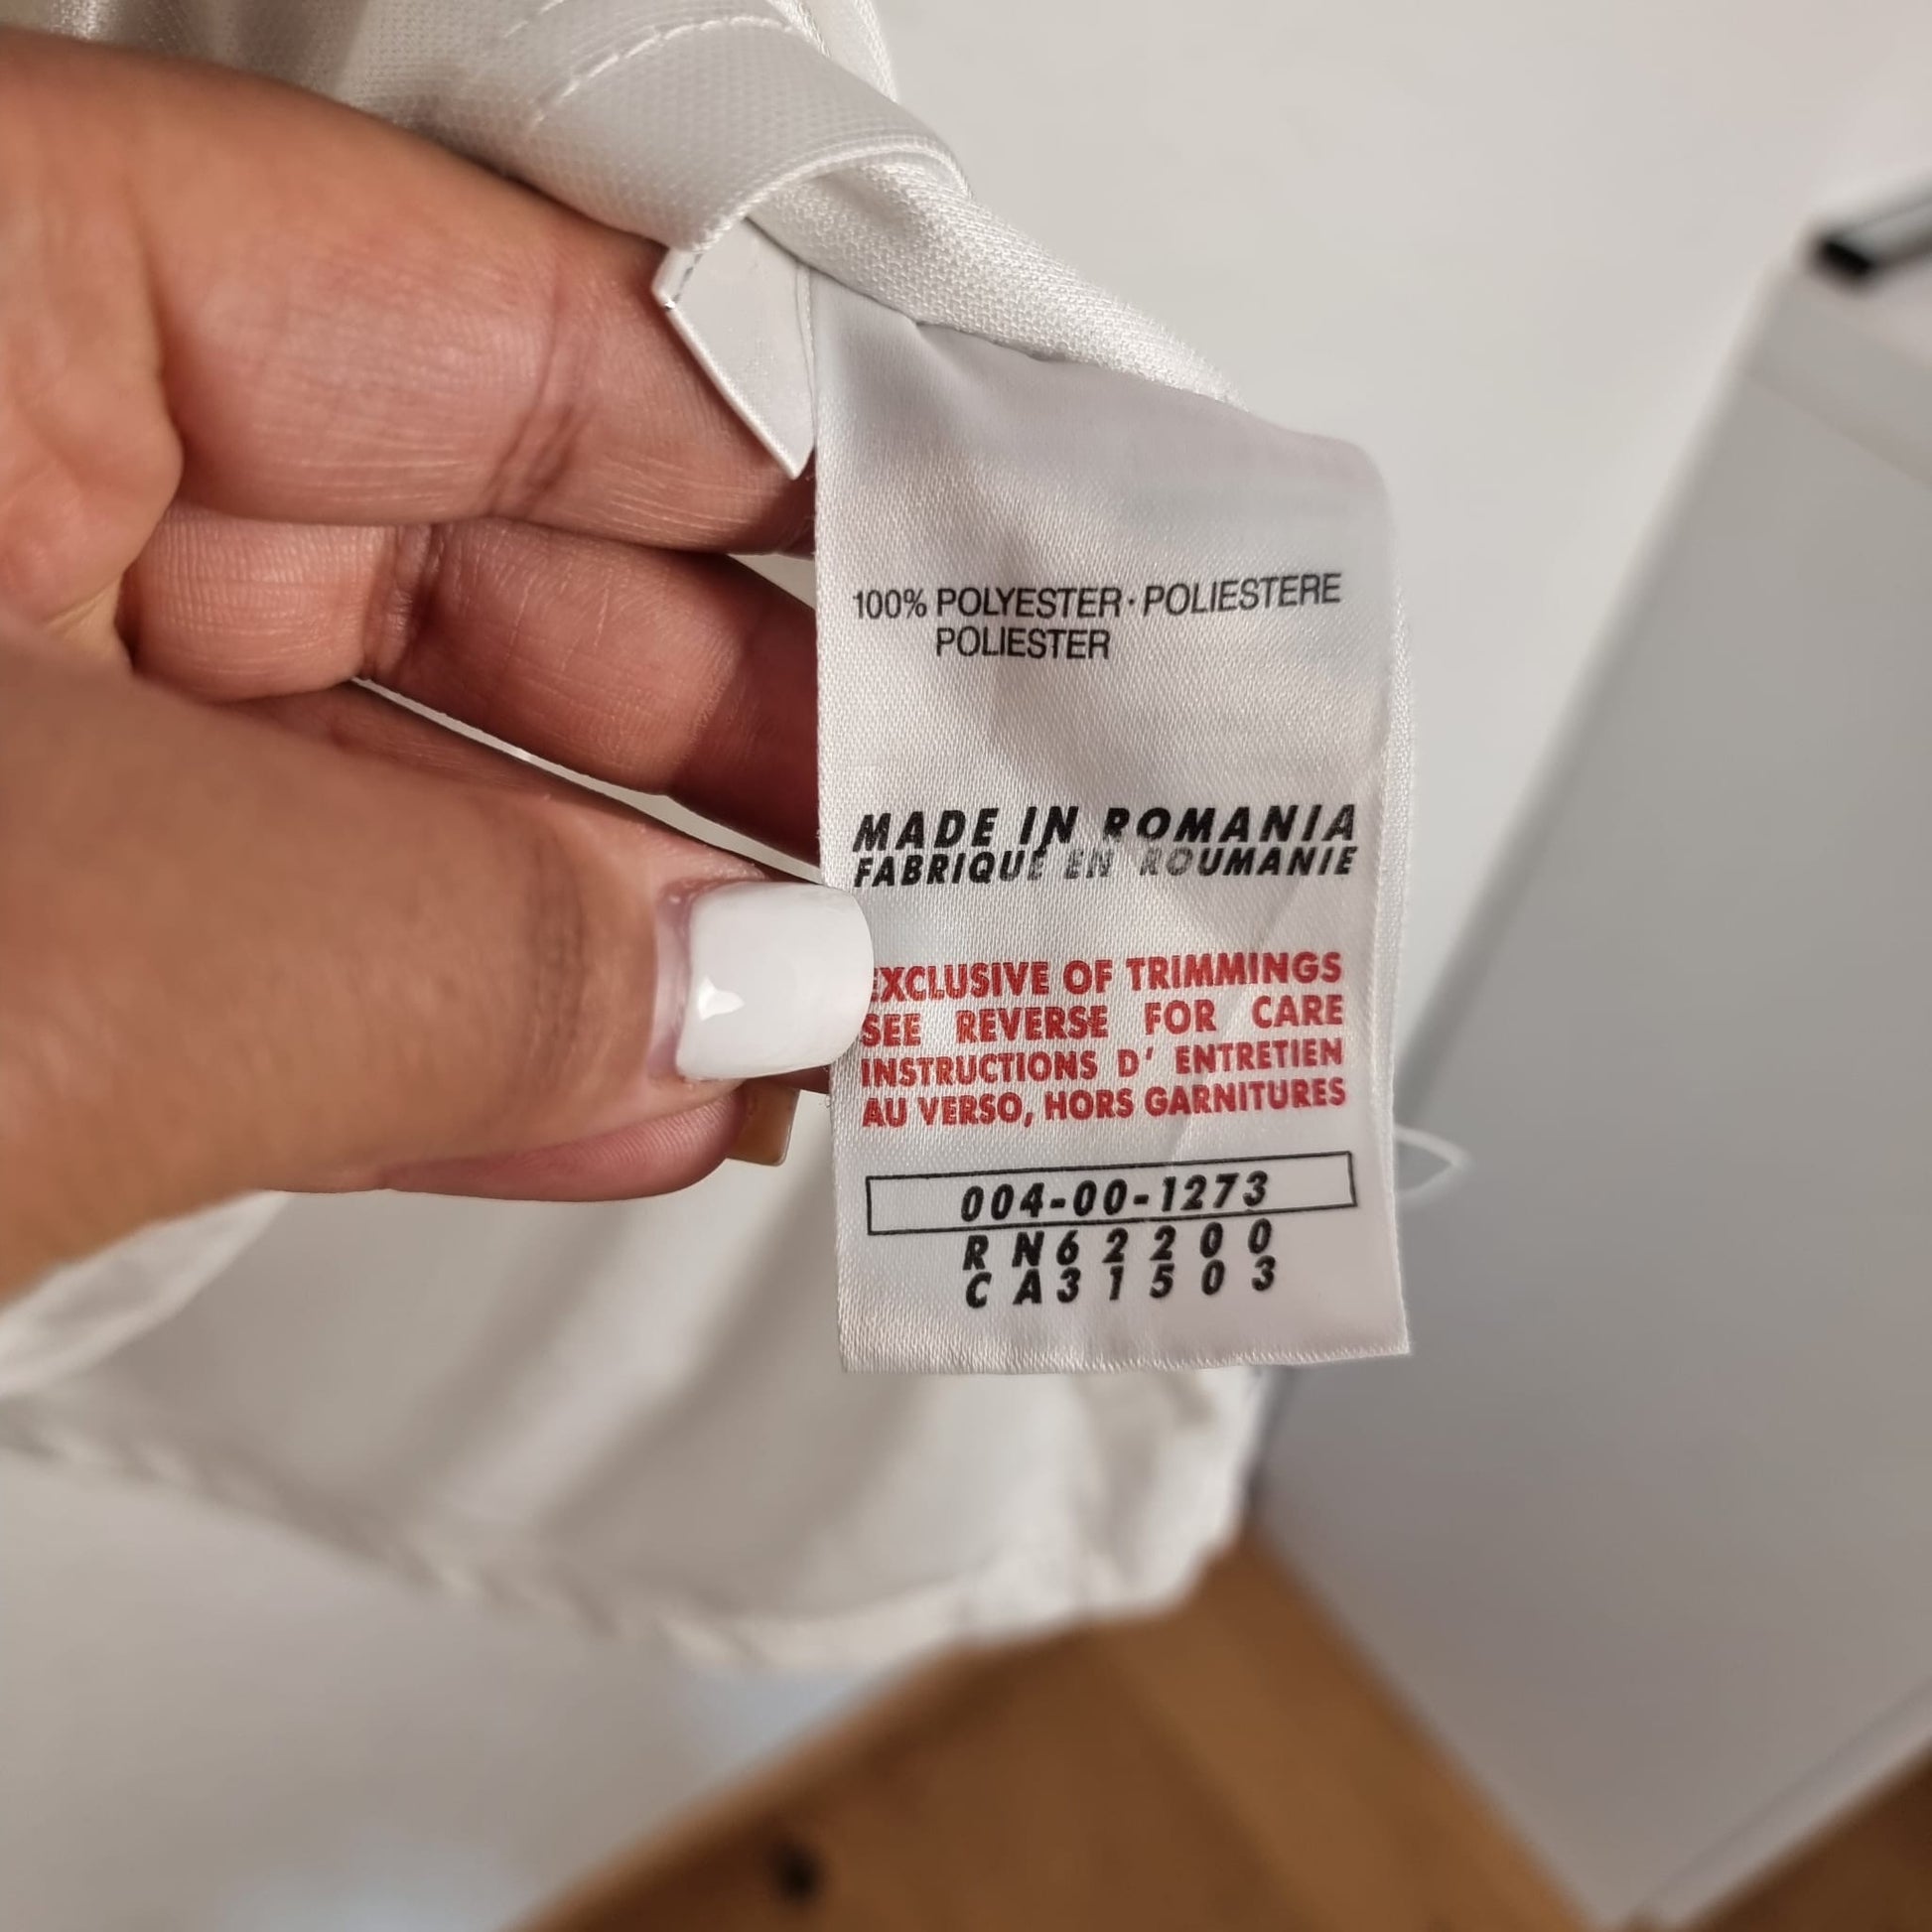 100% POLYESTER · POLIESTERE
POLIESTER
MADE IN ROMANIA
FABRIQUÉ EN ROUMANIE
EXCLUSIVE OF TRIMMINGS
SEE REVERSE FOR CARE
INSTRUCTIONS D' ENTRETIEN
AU VERSO, HORS GARNITURES
004-00-1273
RN62200
CA31503